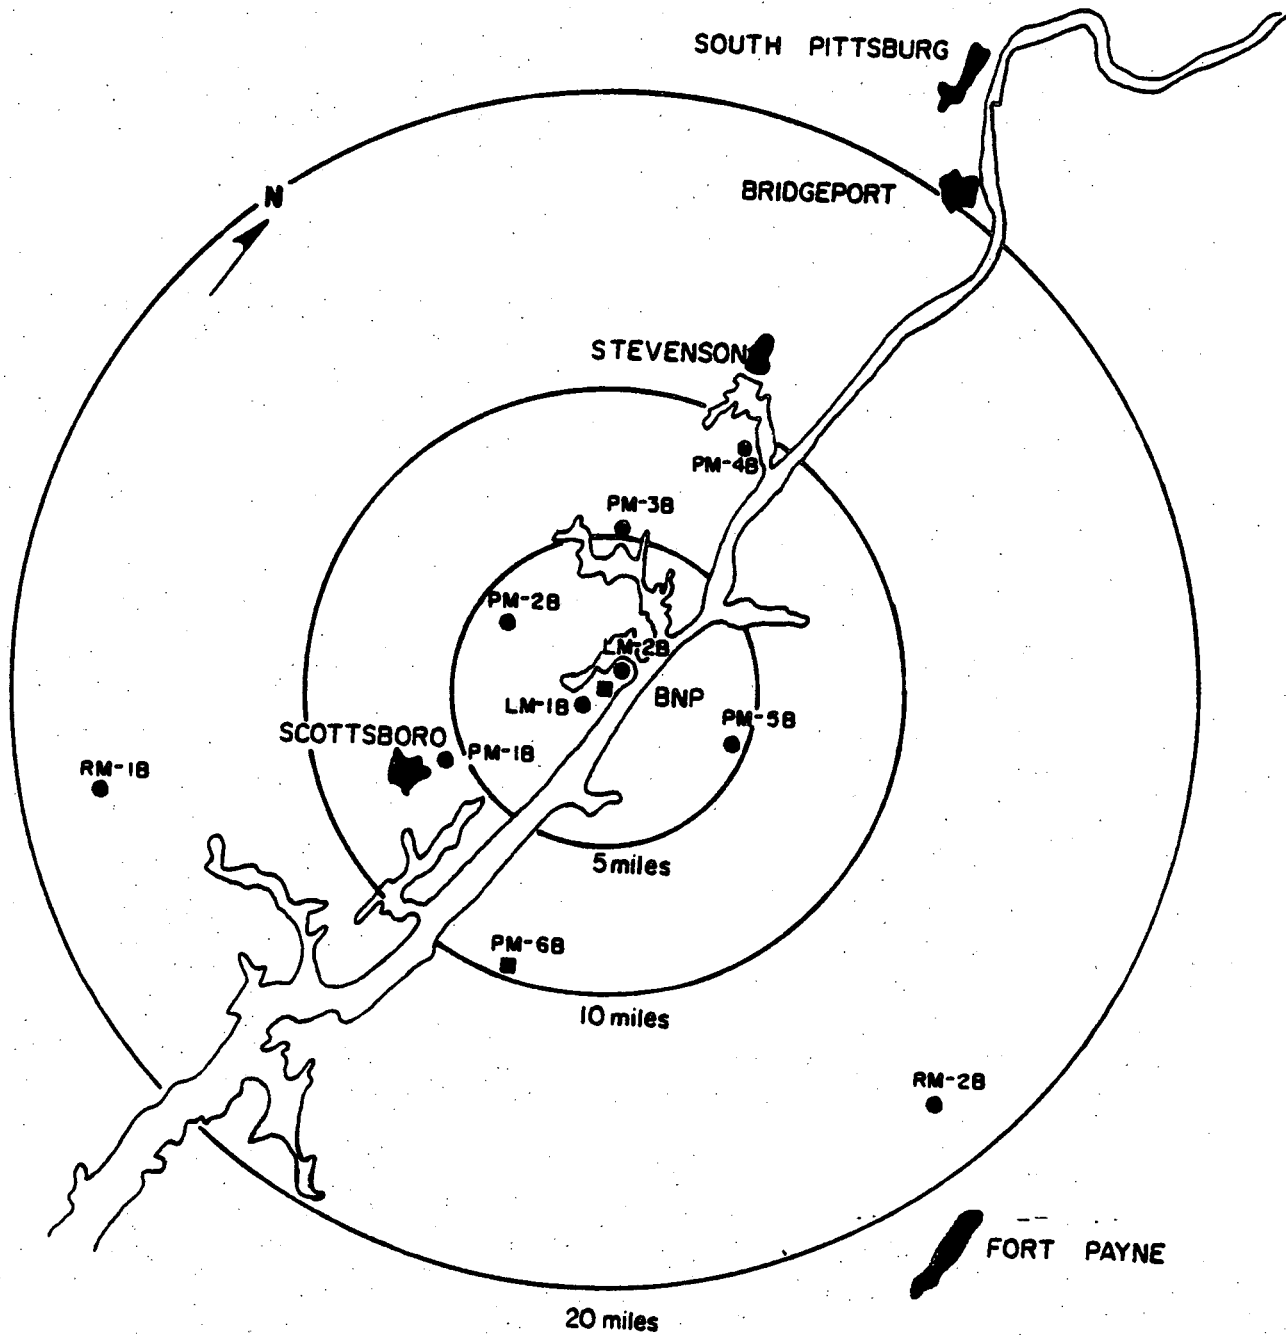 SOUTH PITTSBURG
BRIDGEPORT
N
STEVENSON
PM-4B
PM-3B
PM-2B
LM-2B
BNP
LM-1B
PM-5B
SCOTTSBORO
PM-1B
RM-1B
5 miles
PM-6B
10 miles
RM-2B
FORT PAYNE
20 miles